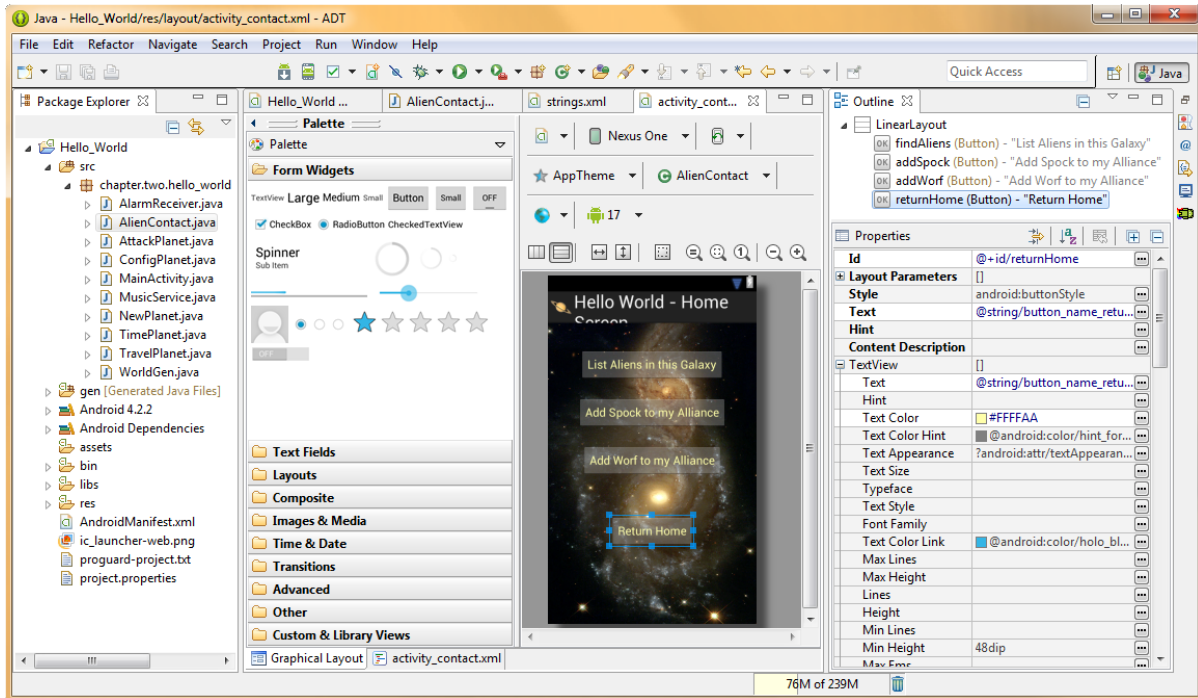 Java - Hello_World/res/layout/activity_contact.xml - ADT
File Edit Refactor Navigate Search Project Run Window Help
Quick Access
Java
Package Explorer
Hello_World
src
chapter.two.hello_world
AlarmReceiver.java
AlienContact.java
AttackPlanet.java
ConfigPlanet.java
MainActivity.java
MusicService.java
NewPlanet.java
TimePlanet.java
TravelPlanet.java
WorldGen.java
gen [Generated Java Files]
Android 4.2.2
Android Dependencies
assets
bin
libs
res
AndroidManifest.xml
ic_launcher-web.png
proguard-project.txt
project.properties
Hello_World ...
AlienContact.j...
strings.xml
activity_cont...
Palette
Palette
Form Widgets
TextView Large Medium Small Button Small OFF
CheckBox RadioButton CheckedTextView
Spinner
Sub Item
OFF
Text Fields
Layouts
Composite
Images & Media
Time & Date
Transitions
Advanced
Other
Custom & Library Views
Graphical Layout
activity_contact.xml
Nexus One
AppTheme
AlienContact
17
Hello World - Home
Screen
List Aliens in this Galaxy
Add Spock to my Alliance
Add Worf to my Alliance
Return Home
Outline
LinearLayout
OK findAliens (Button) - "List Aliens in this Galaxy"
OK addSpock (Button) - "Add Spock to my Alliance"
OK addWorf (Button) - "Add Worf to my Alliance"
OK returnHome (Button) - "Return Home"
Properties
Id @+id/returnHome
Layout Parameters []
Style android:buttonStyle
Text @string/button_name_retu...
Hint
Content Description
TextView []
Text @string/button_name_retu...
Hint
Text Color #FFFFAA
Text Color Hint @android:color/hint_for...
Text Appearance ?android:attr/textAppearan...
Text Size
Typeface
Text Style
Font Family
Text Color Link @android:color/holo_bl...
Max Lines
Max Height
Lines
Height
Min Lines
Min Height 48dip
Max Ems
76M of 239M